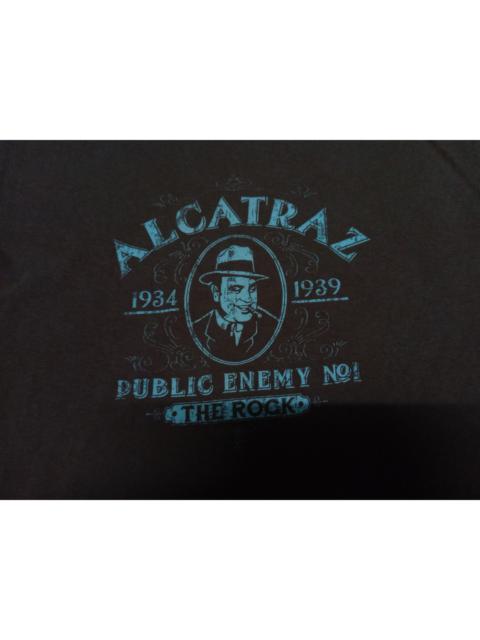 ALCATRAZ
1934 1939
PUBLIC ENEMY No1
THE ROCK